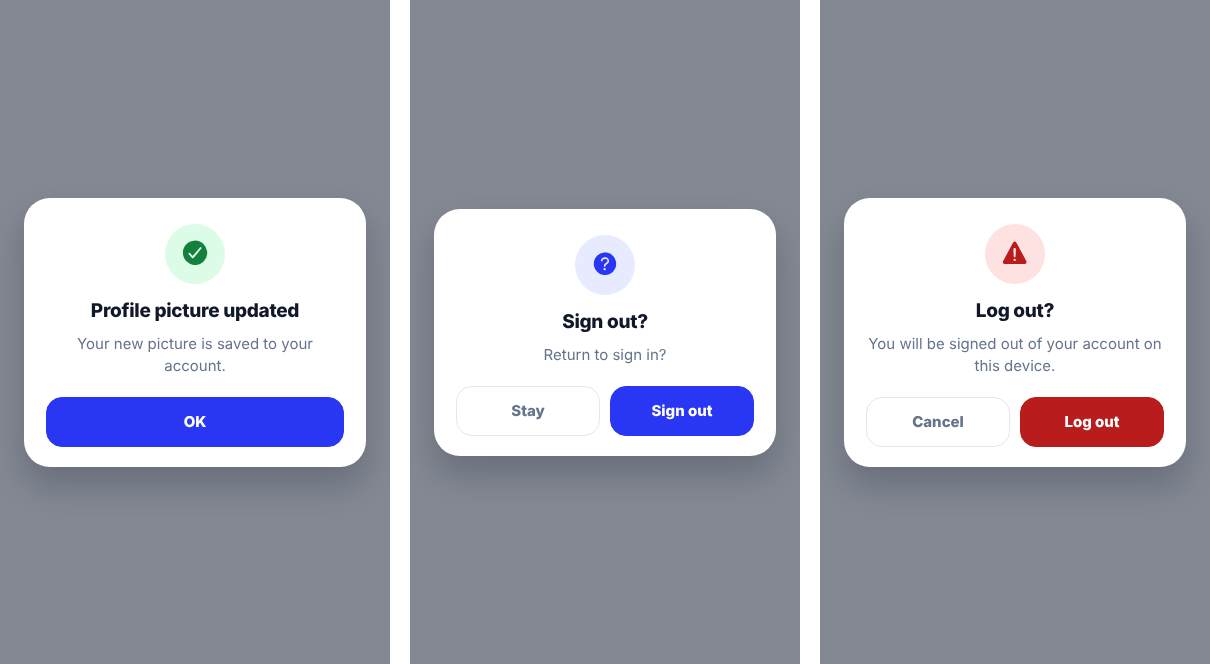 Profile picture updated
Your new picture is saved to your
account.
OK
Sign out?
Return to sign in?
Stay
Sign out
Log out?
You will be signed out of your account on
this device.
Cancel
Log out